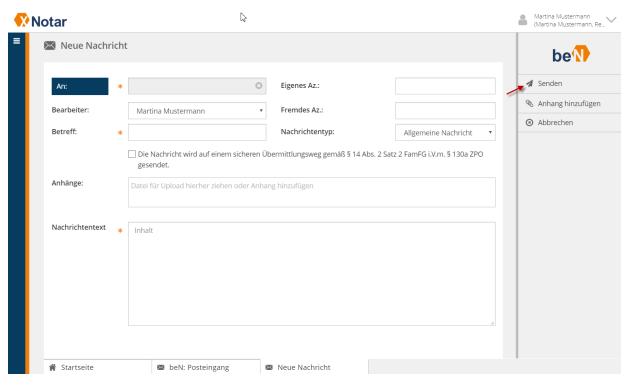 XNotar
Martina Mustermann
(Martina Mustermann, Re...
Neue Nachricht
beN
An: *
Eigenes Az.:
Senden
Bearbeiter:
Martina Mustermann
Fremdes Az.:
Anhang hinzufügen
Betreff: *
Nachrichtentyp:
Allgemeine Nachricht
Abbrechen
Die Nachricht wird auf einem sicheren Übermittlungsweg gemäß § 14 Abs. 2 Satz 2 FamFG i.V.m. § 130a ZPO
gesendet.
Anhänge:
Datei für Upload hierher ziehen oder Anhang hinzufügen
Nachrichtentext *
Inhalt
Startseite
beN: Posteingang
Neue Nachricht